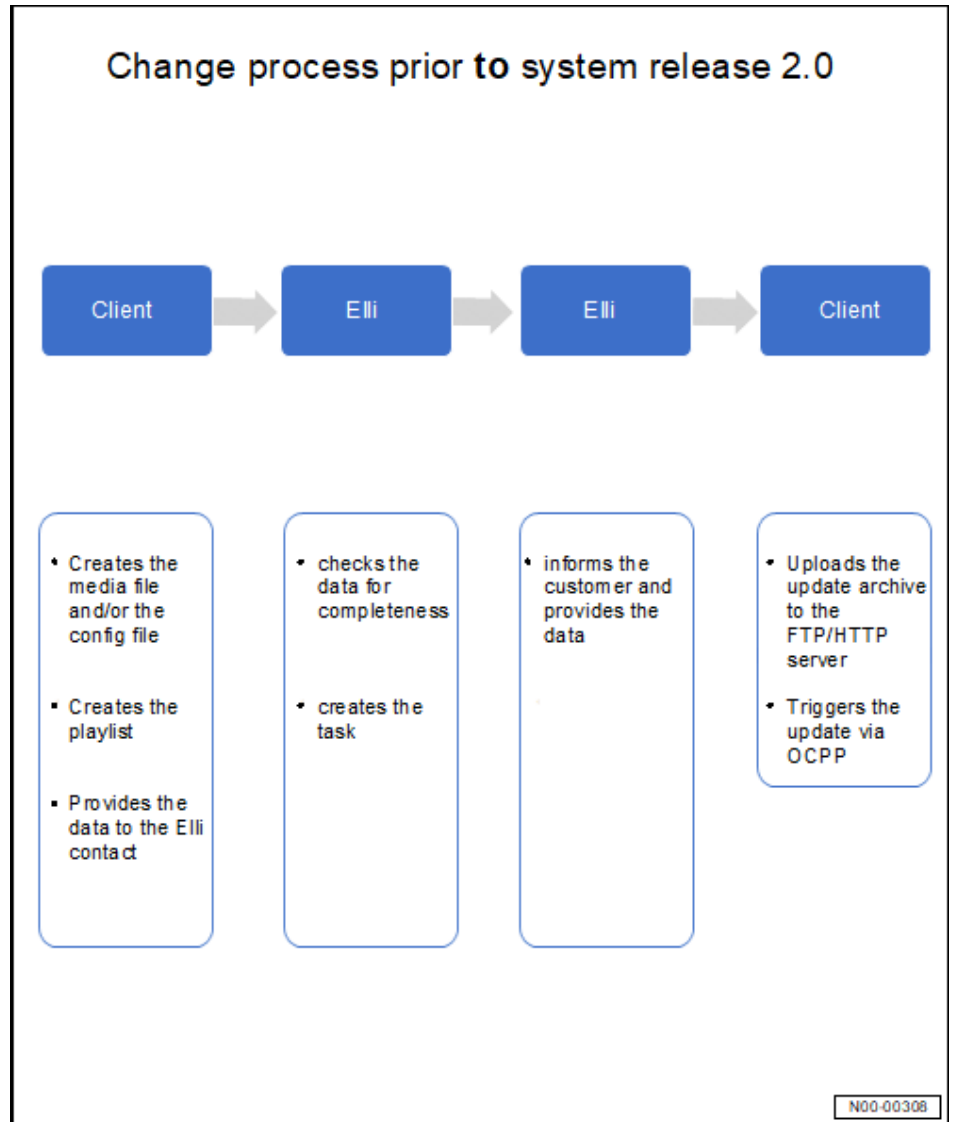 Change process prior to system release 2.0
Client
Elli
Elli
Client
• Creates the
media file
and/or the
config file
▪ Creates the
playlist
▪ Provides the
data to the Elli
contact
• checks the
data for
completeness
• creates the
task
• informs the
customer and
provides the
data
• Uploads the
update archive
to the
FTP/HTTP
server
• Triggers the
update via
OCPP
N00-00308